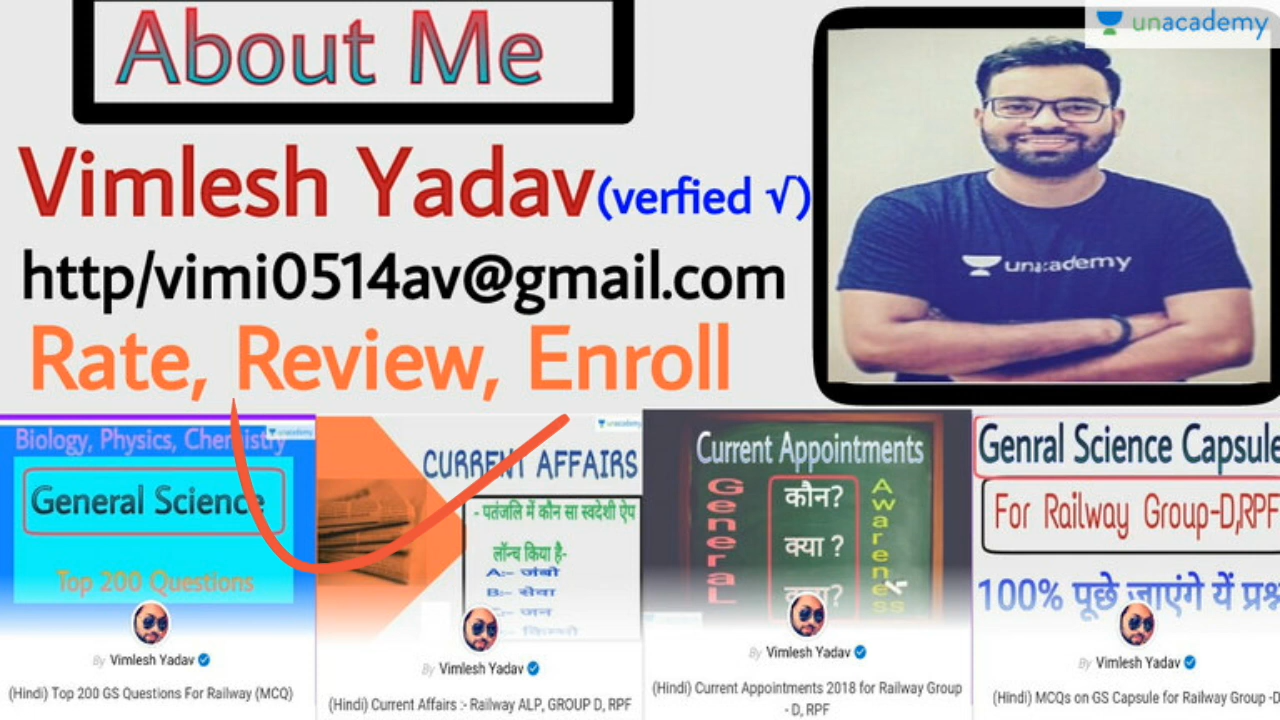 About Me
unacademy
Vimlesh Yadav(verfied √)
http/vimi0514av@gmail.com
unacademy
Rate, Review, Enroll
Biology, Physics, Chemistry
General Science
Top 200 Questions
By Vimlesh Yadav
(Hindi) Top 200 GS Questions For Railway (MCQ)
unacademy
CURRENT AFFAIRS
- पतंजलि में कौन सा स्वदेशी ऐप
लॉन्च किया है-
A:- जंबो
B:- सेवा
C:- जन
By Vimlesh Yadav
(Hindi) Current Affairs :- Railway ALP, GROUP D, RPF
Current Appointments
GeneraL
कौन?
क्या ?
Awareness
By Vimlesh Yadav
(Hindi) Current Appointments 2018 for Railway Group
- D, RPF
Genral Science Capsule
For Railway Group-D,RPF
100% पूछे जाएंगे यें प्रश्न
By Vimlesh Yadav
(Hindi) MCQs on GS Capsule for Railway Group -D